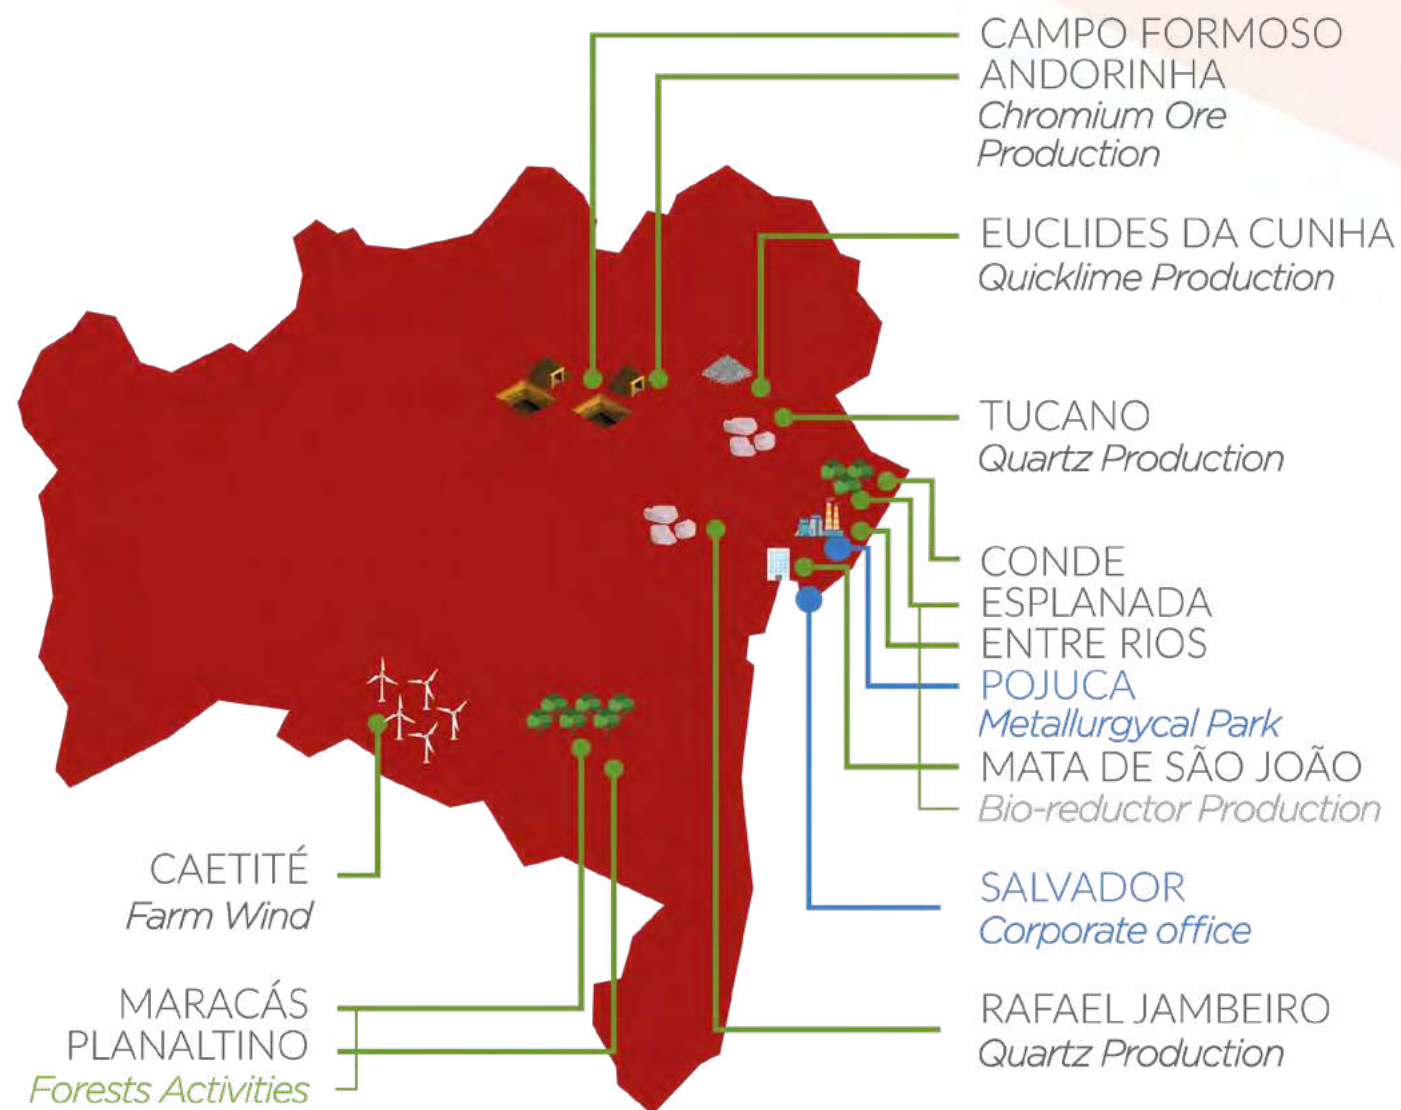 CAMPO FORMOSO
ANDORINHA
Chromium Ore
Production
EUCLIDES DA CUNHA
Quicklime Production
TUCANO
Quartz Production
CONDE
ESPLANADA
ENTRE RIOS
POJUCA
Metallurgycal Park
MATA DE SÃO JOÃO
Bio-reductor Production
SALVADOR
Corporate office
RAFAEL JAMBEIRO
Quartz Production
CAETITÉ
Farm Wind
MARACÁS
PLANALTINO
Forests Activities